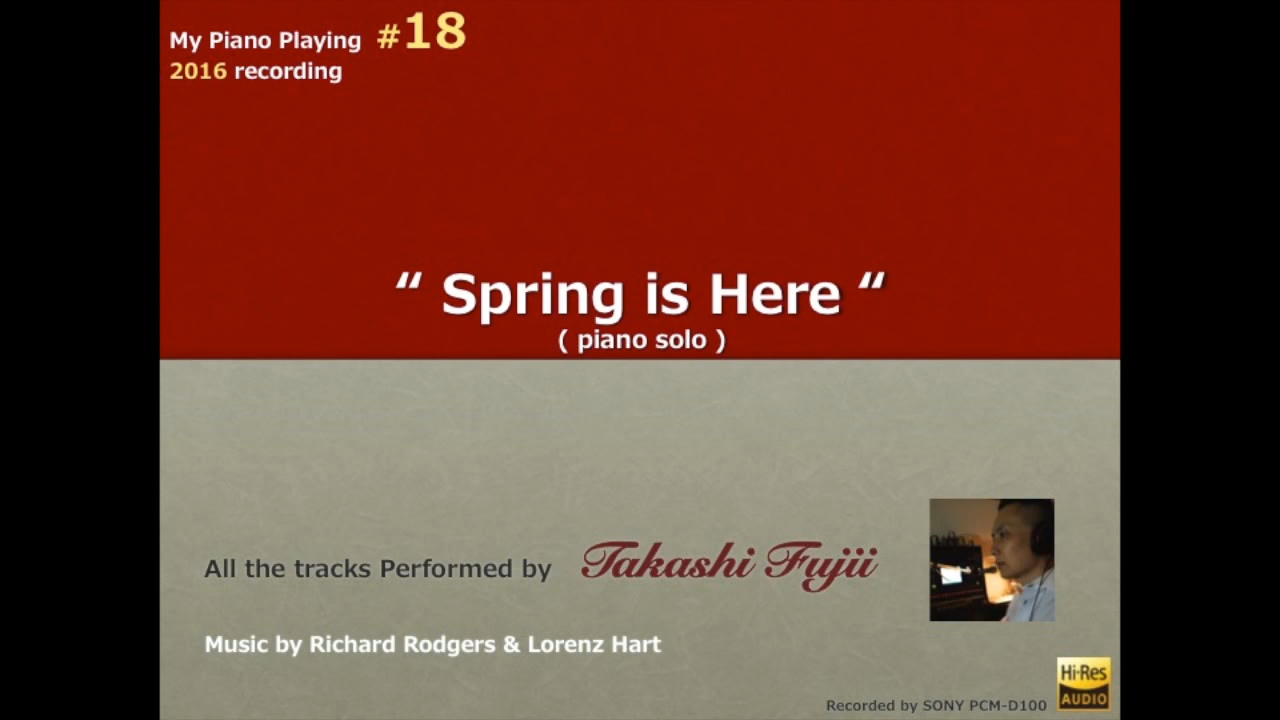 My Piano Playing #18
2016 recording
“ Spring is Here “
( piano solo )
All the tracks Performed by Takashi Fujii
Music by Richard Rodgers & Lorenz Hart
Hi-Res
AUDIO
Recorded by SONY PCM-D100